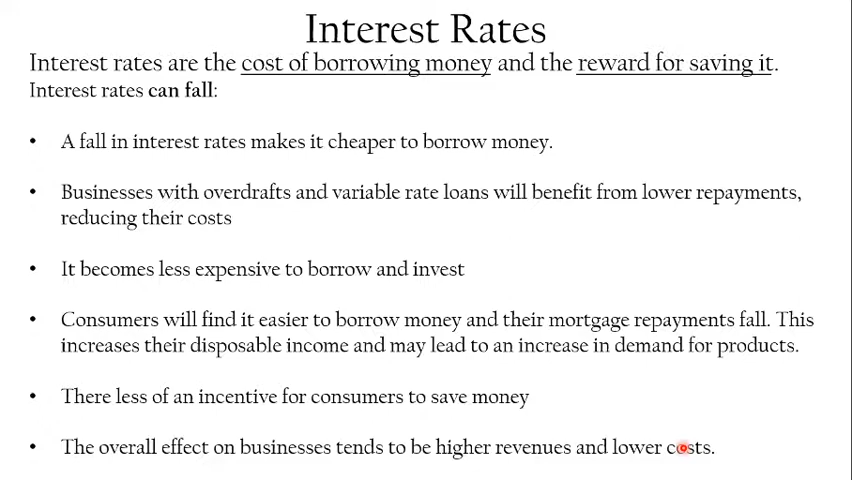 Interest Rates
Interest rates are the cost of borrowing money and the reward for saving it.
Interest rates can fall:
• A fall in interest rates makes it cheaper to borrow money.
• Businesses with overdrafts and variable rate loans will benefit from lower repayments,
reducing their costs
• It becomes less expensive to borrow and invest
• Consumers will find it easier to borrow money and their mortgage repayments fall. This
increases their disposable income and may lead to an increase in demand for products.
• There less of an incentive for consumers to save money
• The overall effect on businesses tends to be higher revenues and lower costs.